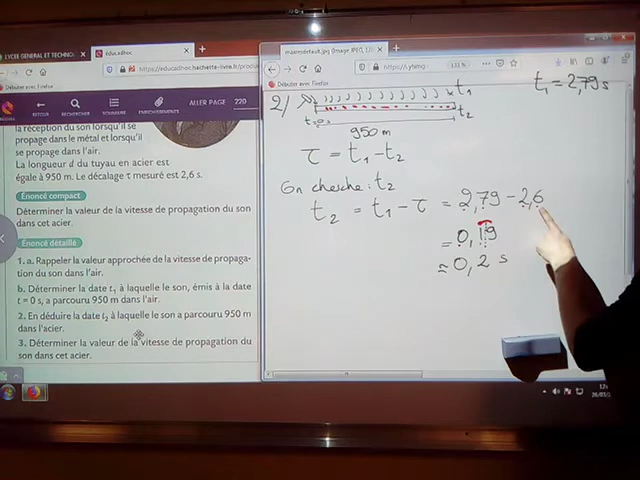 LYCEE GENERAL ET TECHNO
éducadhoc
https://educadhoc.hachette-livre.fr/
Débuter avec Firefox
RETOUR
RECHERCHER
SOMMAIRE
ENRICHISSEMENTS
ALLER PAGE 220
la réception du son lorsqu'il se
propage dans le métal et lorsqu'il
se propage dans l'air.
La longueur d du tuyau en acier est
égale à 950 m. Le décalage τ mesuré est 2,6 s.
Énoncé compact
Déterminer la valeur de la vitesse de propagation du son
dans cet acier.
Énoncé détaillé
1. a. Rappeler la valeur approchée de la vitesse de propaga-
tion du son dans l'air.
b. Déterminer la date t1 à laquelle le son, émis à la date
t = 0 s, a parcouru 950 m dans l'air.
2. En déduire la date t2 à laquelle le son a parcouru 950 m
dans l'acier.
3. Déterminer la valeur de la vitesse de propagation du
son dans cet acier.
Débuter avec Firefox
t1 = 2,79 s
2)
t1
t2
950 m
τ = t1 - t2
On cherche : t2
t2 = t1 - τ = 2,79 - 2,6
= 0,19
≈ 0,2 s